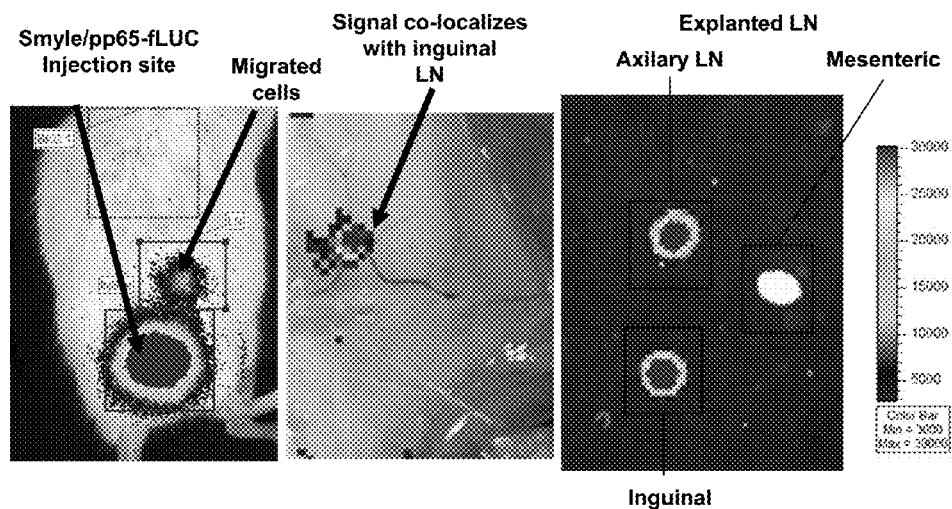 Smyle/pp65-fLUC
Injection site
Migrated
cells
Signal co-localizes
with inguinal
LN
Explanted LN
Axilary LN
Mesenteric
Inguinal
30000
25000
20000
15000
10000
5000
Color Bar
Min = 3000
Max = 30000